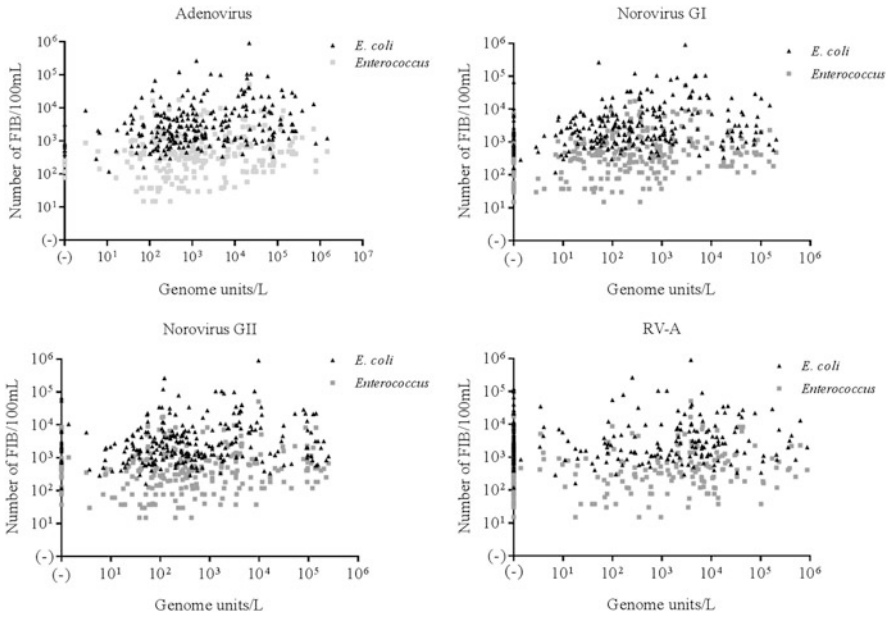 Adenovirus
Number of FIB/100mL
10⁶
10⁵
10⁴
10³
10²
10¹
(-)
(-)
10¹
10²
10³
10⁴
10⁵
10⁶
10⁷
Genome units/L
E. coli
Enterococcus
Norovirus GI
Number of FIB/100mL
10⁶
10⁵
10⁴
10³
10²
10¹
(-)
(-)
10¹
10²
10³
10⁴
10⁵
10⁶
Genome units/L
E. coli
Enterococcus
Norovirus GII
Number of FIB/100mL
10⁶
10⁵
10⁴
10³
10²
10¹
(-)
(-)
10¹
10²
10³
10⁴
10⁵
10⁶
Genome units/L
E. coli
Enterococcus
RV-A
Number of FIB/100mL
10⁶
10⁵
10⁴
10³
10²
10¹
(-)
(-)
10¹
10²
10³
10⁴
10⁵
10⁶
Genome units/L
E. coli
Enterococcus